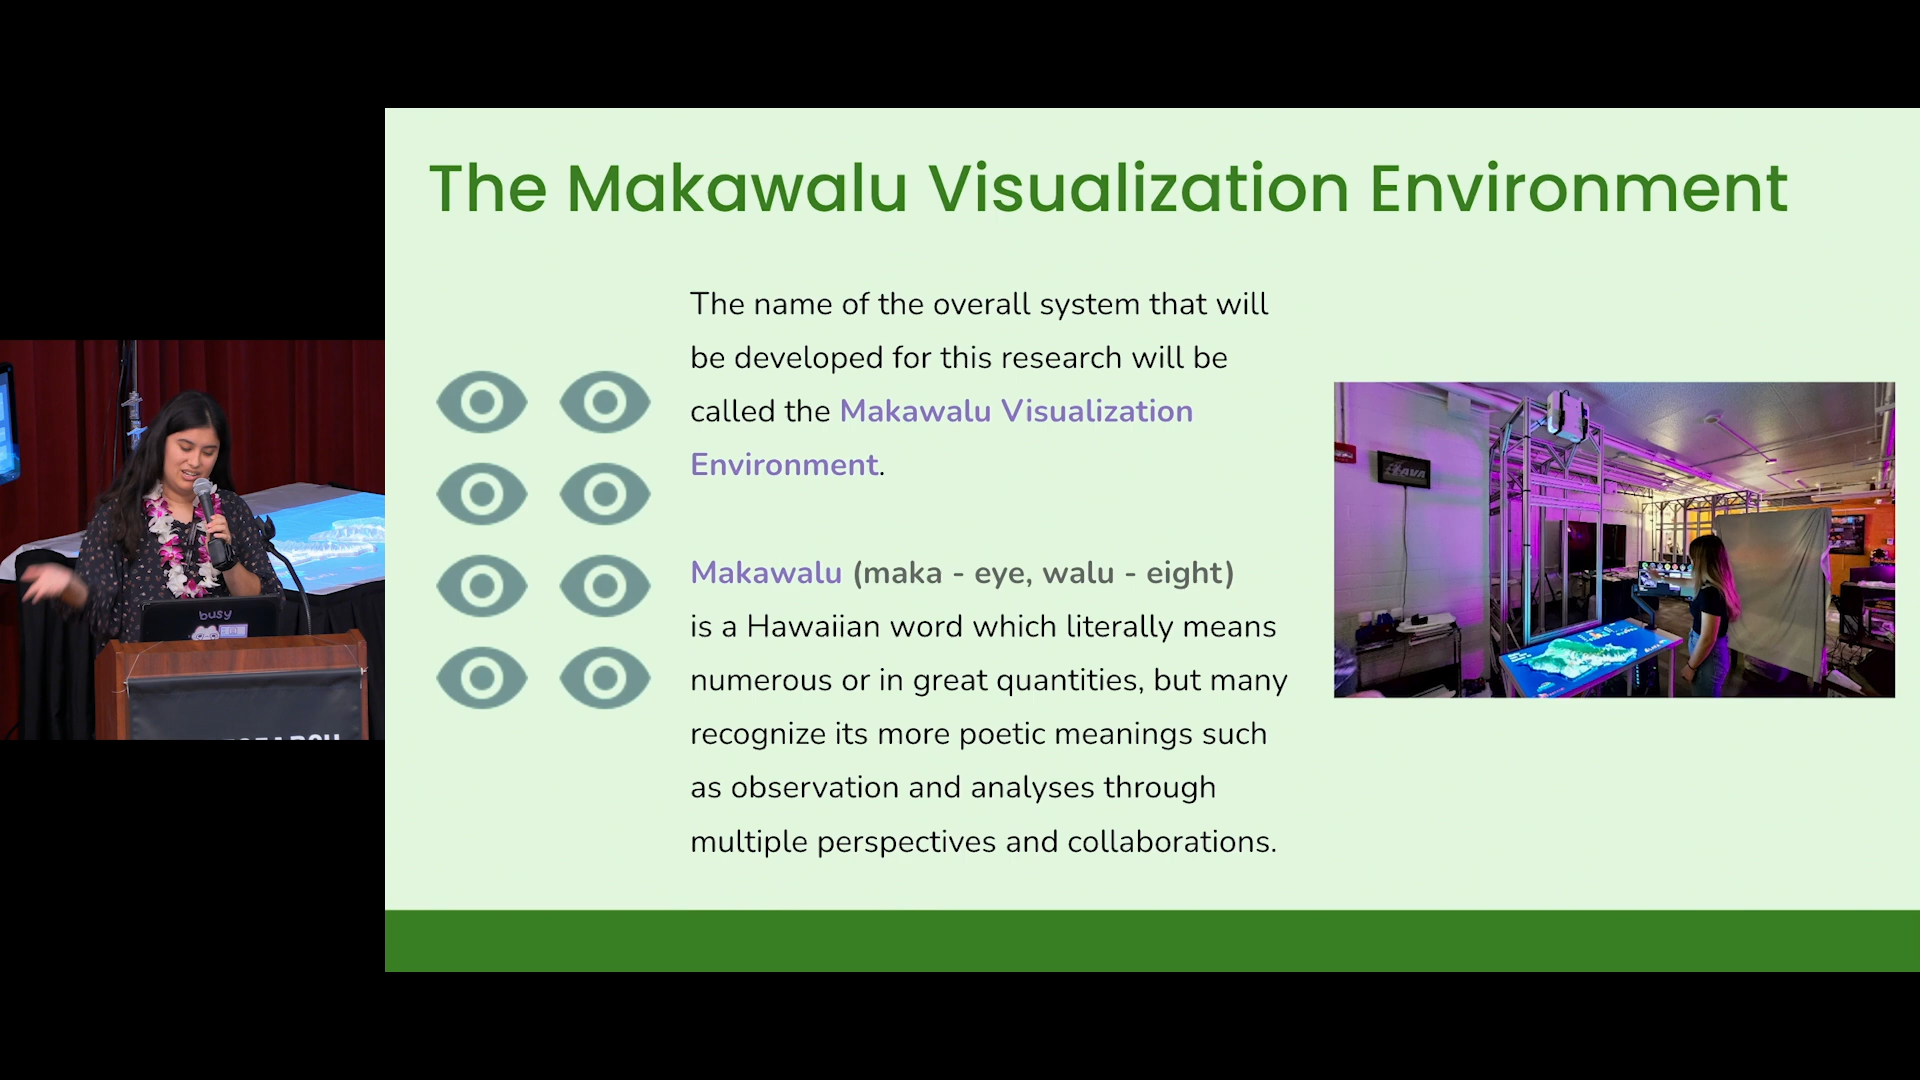 The Makawalu Visualization Environment
The name of the overall system that will
be developed for this research will be
called the Makawalu Visualization
Environment.
Makawalu (maka - eye, walu - eight)
is a Hawaiian word which literally means
numerous or in great quantities, but many
recognize its more poetic meanings such
as observation and analyses through
multiple perspectives and collaborations.
busy
LAVA